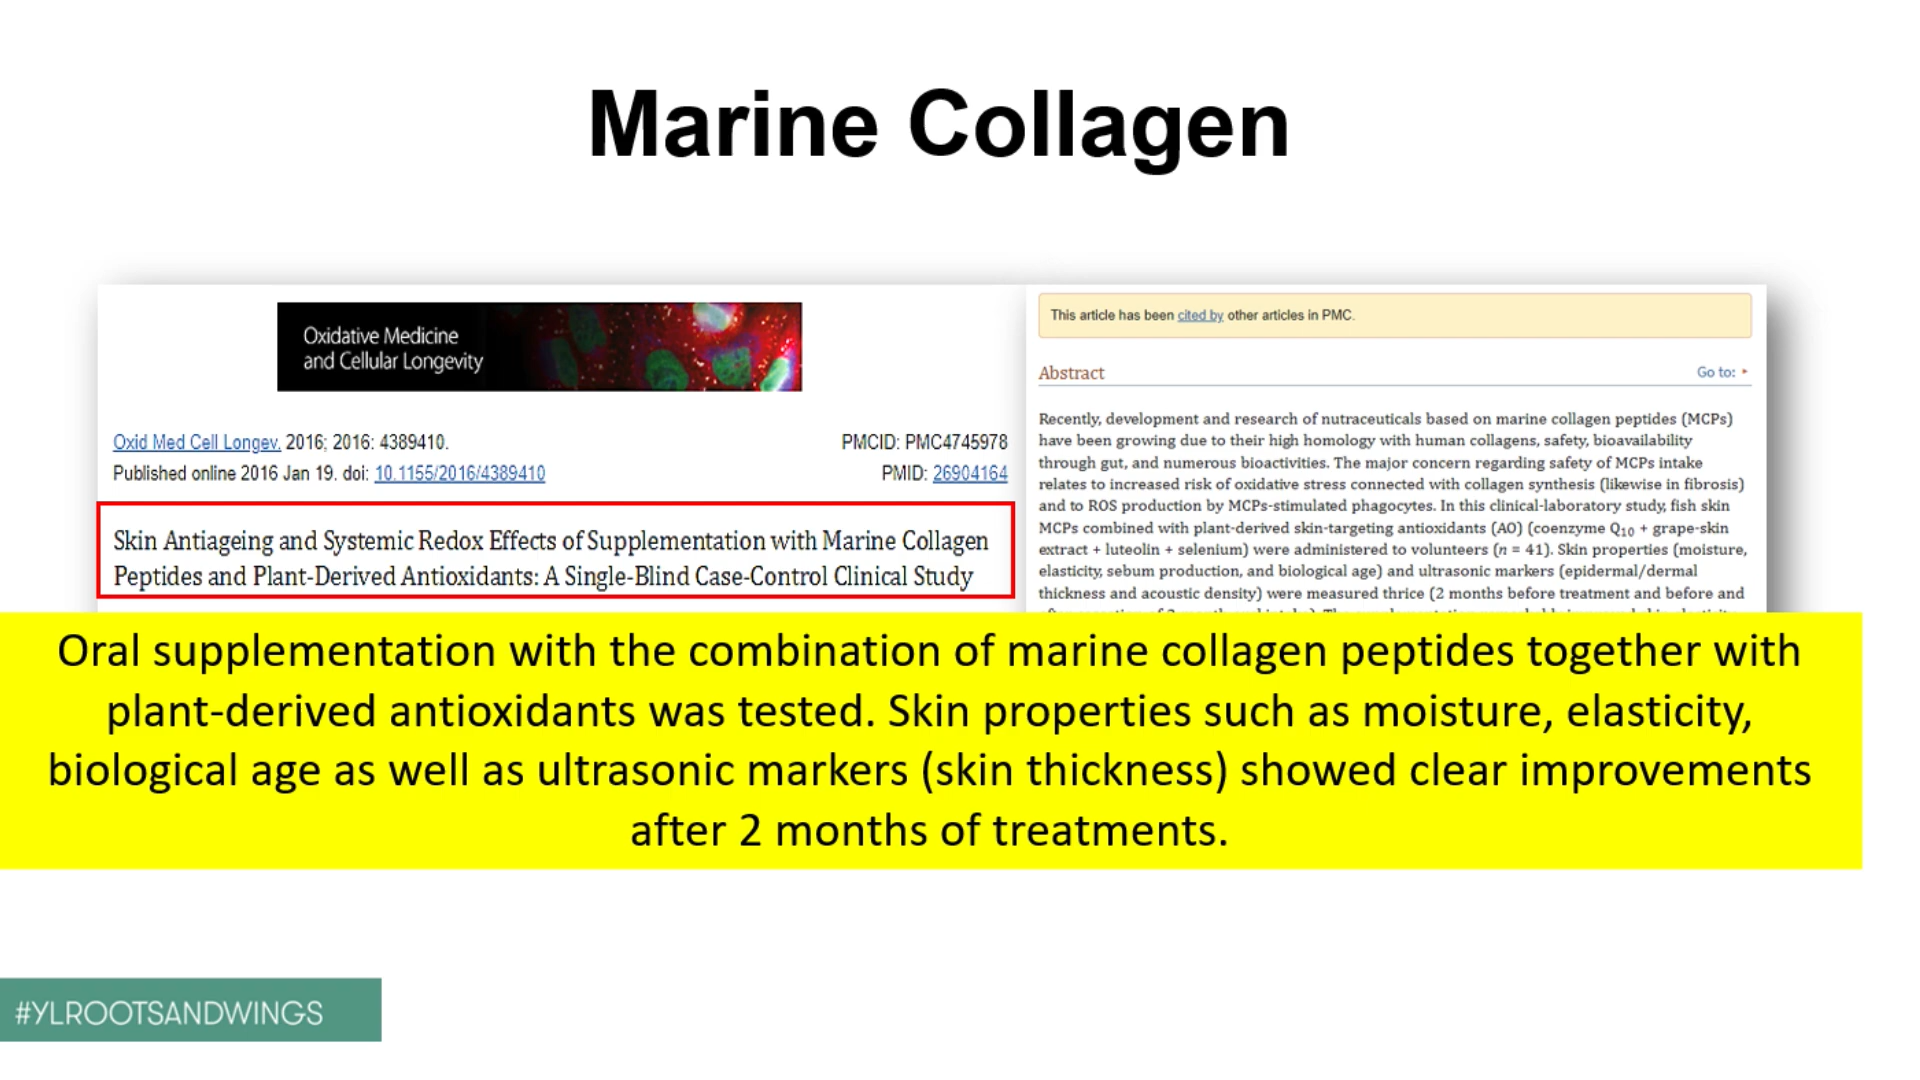 Marine Collagen
Oxidative Medicine
and Cellular Longevity
Oxid Med Cell Longev. 2016; 2016: 4389410.
PMCID: PMC4745978
Published online 2016 Jan 19. doi: 10.1155/2016/4389410
PMID: 26904164
Skin Antiageing and Systemic Redox Effects of Supplementation with Marine Collagen
Peptides and Plant-Derived Antioxidants: A Single-Blind Case-Control Clinical Study
This article has been cited by other articles in PMC.
Abstract
Go to:
Recently, development and research of nutraceuticals based on marine collagen peptides (MCPs)
have been growing due to their high homology with human collagens, safety, bioavailability
through gut, and numerous bioactivities. The major concern regarding safety of MCPs intake
relates to increased risk of oxidative stress connected with collagen synthesis (likewise in fibrosis)
and to ROS production by MCPs-stimulated phagocytes. In this clinical-laboratory study, fish skin
MCPs combined with plant-derived skin-targeting antioxidants (AO) (coenzyme Q10 + grape-skin
extract + luteolin + selenium) were administered to volunteers (n = 41). Skin properties (moisture,
elasticity, sebum production, and biological age) and ultrasonic markers (epidermal/dermal
thickness and acoustic density) were measured thrice (2 months before treatment and before and
Oral supplementation with the combination of marine collagen peptides together with
plant-derived antioxidants was tested. Skin properties such as moisture, elasticity,
biological age as well as ultrasonic markers (skin thickness) showed clear improvements
after 2 months of treatments.
#YLROOTSANDWINGS